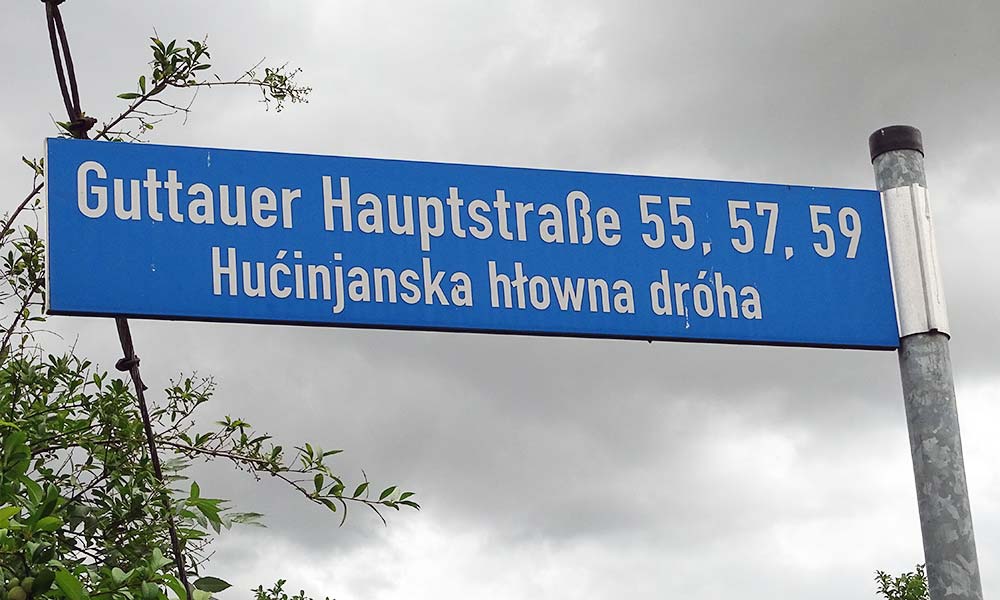 Guttauer Hauptstraße 55, 57, 59
Hućinjanska hłowna dróha